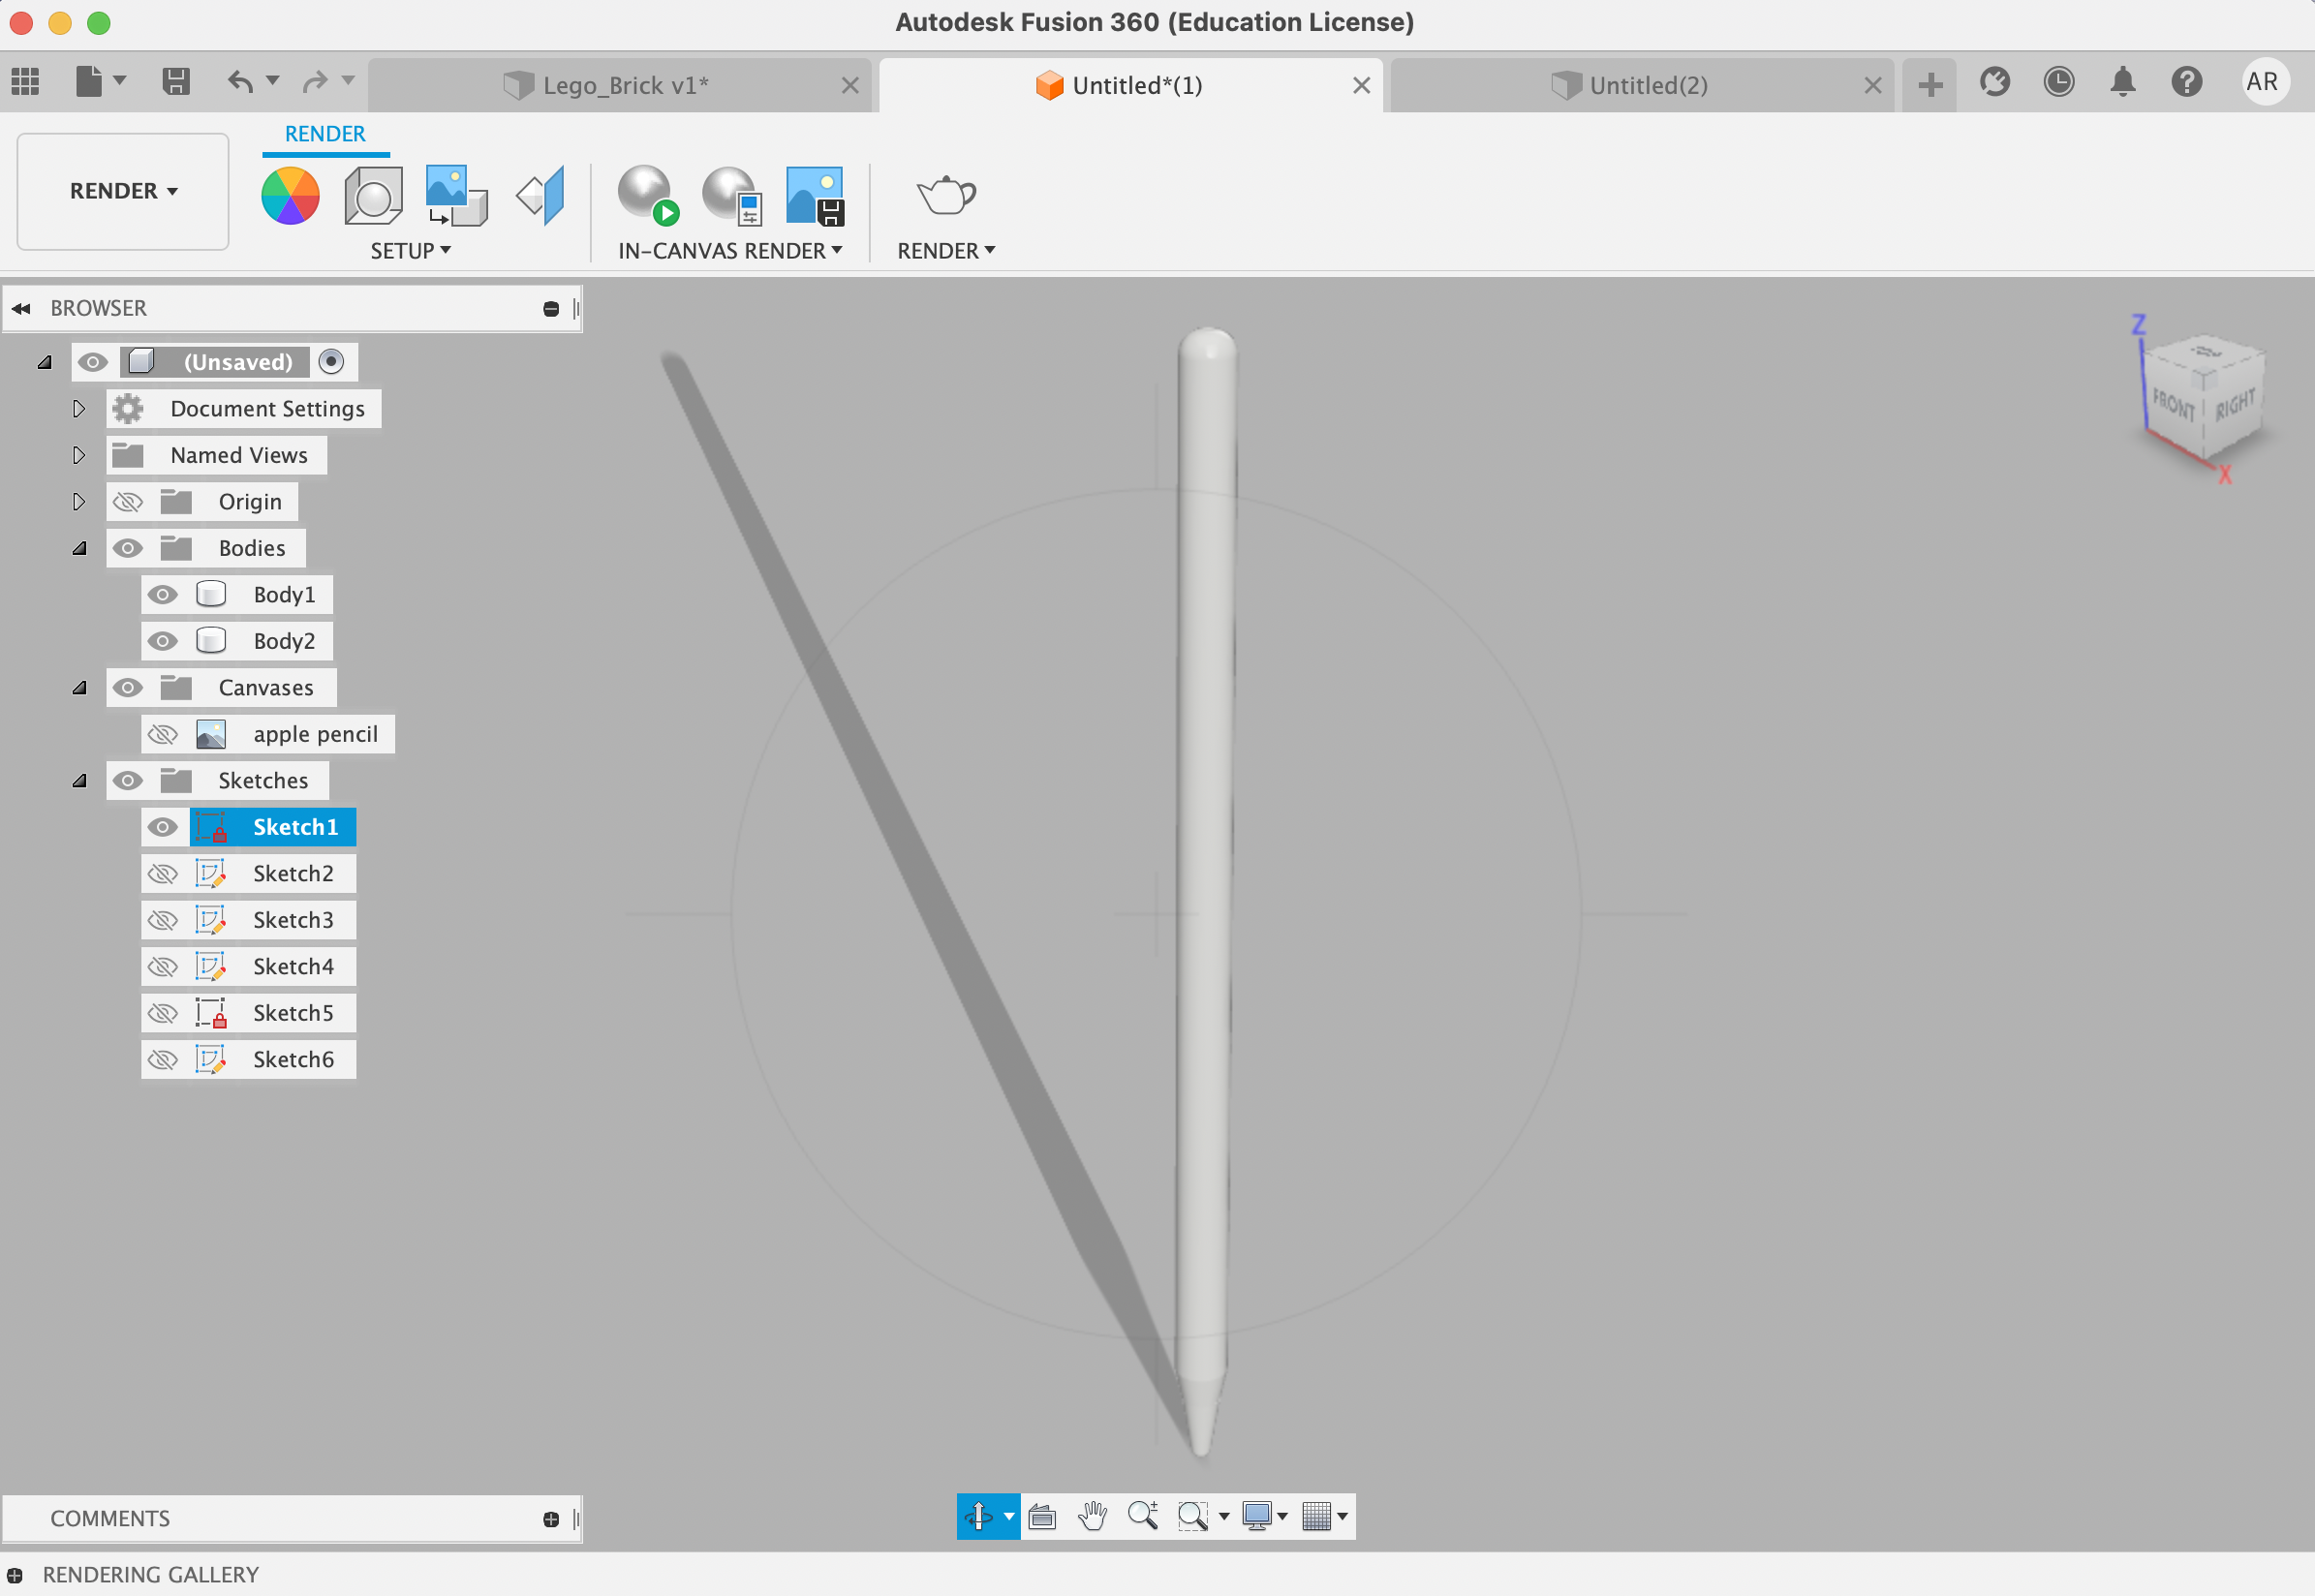 Autodesk Fusion 360 (Education License)
Lego_Brick v1*
Untitled*(1)
Untitled(2)
AR
RENDER
RENDER
SETUP
IN-CANVAS RENDER
RENDER
BROWSER
(Unsaved)
Document Settings
Named Views
Origin
Bodies
Body1
Body2
Canvases
apple pencil
Sketches
Sketch1
Sketch2
Sketch3
Sketch4
Sketch5
Sketch6
Z
FRONT
RIGHT
X
COMMENTS
RENDERING GALLERY